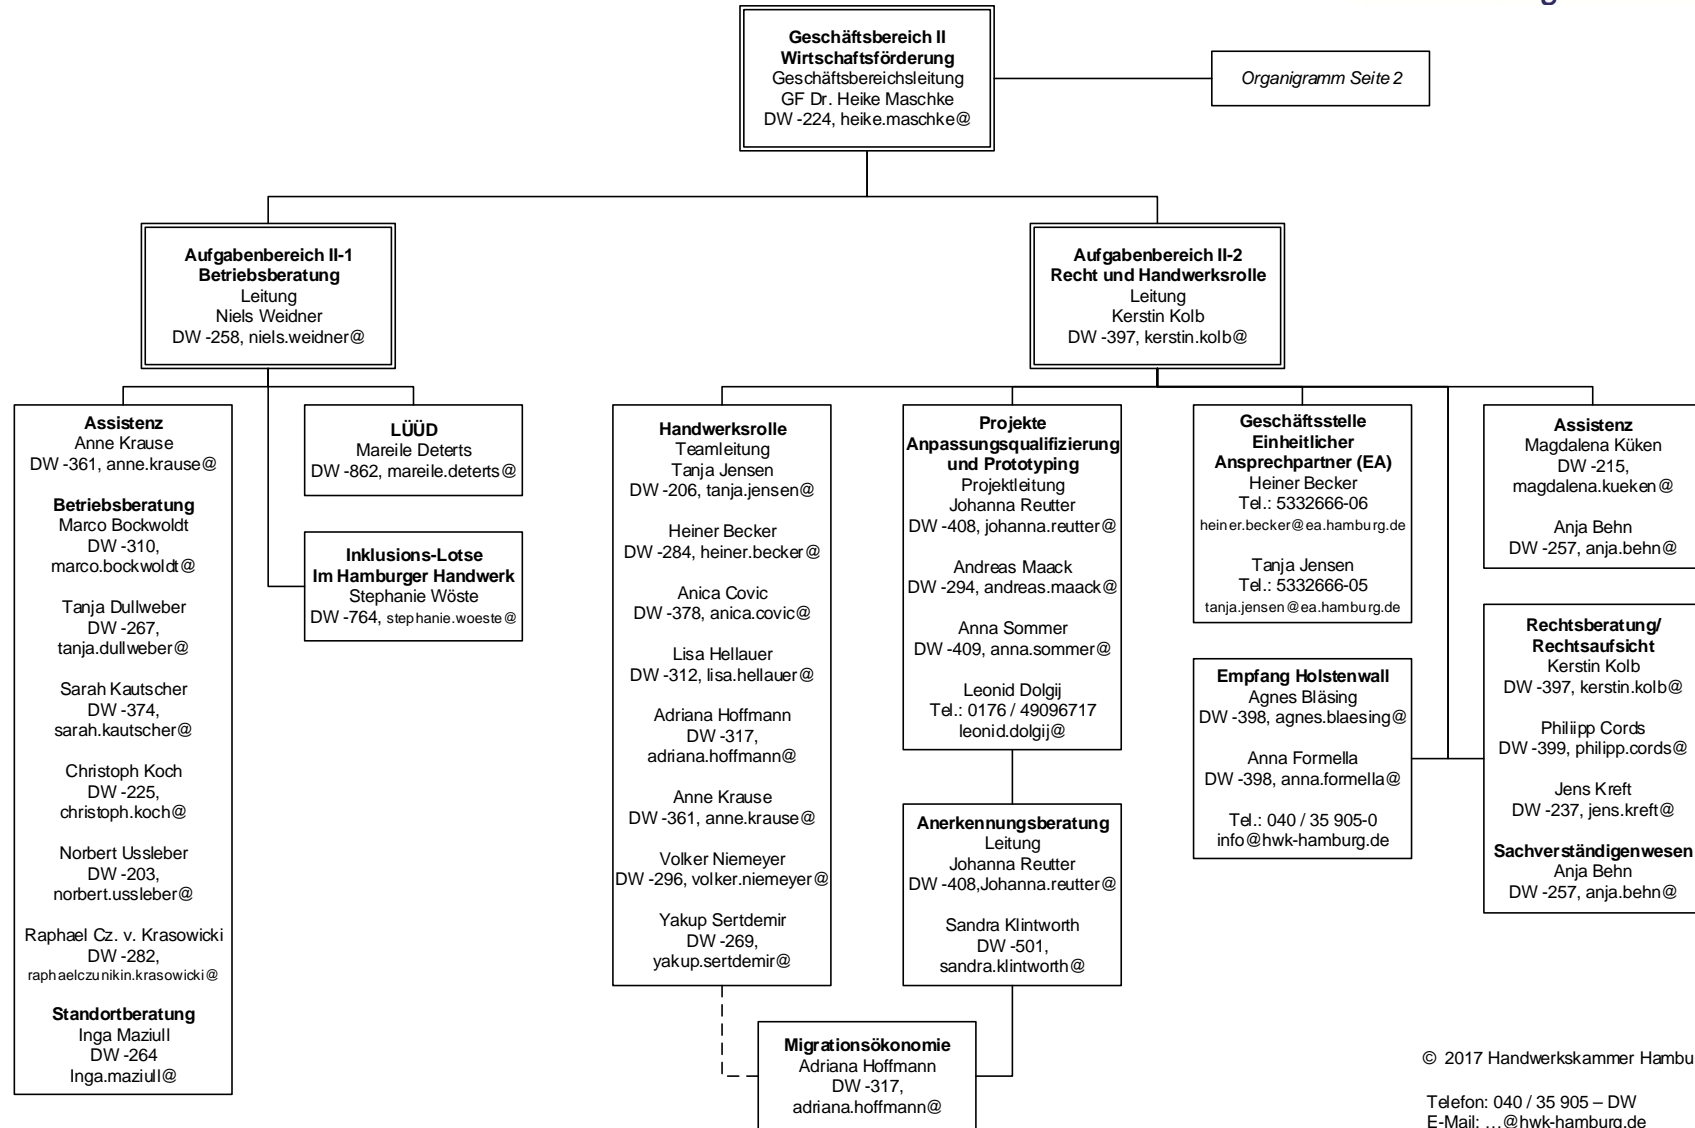 Geschäftsbereich II
Wirtschaftsförderung
Geschäftsbereichsleitung
GF Dr. Heike Maschke
DW -224, heike.maschke@
Organigramm Seite 2
Aufgabenbereich II-1
Betriebsberatung
Leitung
Niels Weidner
DW -258, niels.weidner@
Aufgabenbereich II-2
Recht und Handwerksrolle
Leitung
Kerstin Kolb
DW -397, kerstin.kolb@
Assistenz
Anne Krause
DW -361, anne.krause@
Betriebsberatung
Marco Bockwoldt
DW -310,
marco.bockwoldt@
Tanja Dullweber
DW -267,
tanja.dullweber@
Sarah Kautscher
DW -374,
sarah.kautscher@
Christoph Koch
DW -225,
christoph.koch@
Norbert Ussleber
DW -203,
norbert.ussleber@
Raphael Cz. v. Krasowicki
DW -282,
raphaelczunikin.krasowicki@
Standortberatung
Inga Maziull
DW -264
Inga.maziull@
LÜÜD
Mareile Deterts
DW -862, mareile.deterts@
Inklusions-Lotse
Im Hamburger Handwerk
Stephanie Wöste
DW -764, stephanie.woeste@
Handwerksrolle
Teamleitung
Tanja Jensen
DW -206, tanja.jensen@
Heiner Becker
DW -284, heiner.becker@
Anica Covic
DW -378, anica.covic@
Lisa Hellauer
DW -312, lisa.hellauer@
Adriana Hoffmann
DW -317,
adriana.hoffmann@
Anne Krause
DW -361, anne.krause@
Volker Niemeyer
DW -296, volker.niemeyer@
Yakup Sertdemir
DW -269,
yakup.sertdemir@
Projekte
Anpassungsqualifizierung
und Prototyping
Projektleitung
Johanna Reutter
DW -408, johanna.reutter@
Andreas Maack
DW -294, andreas.maack@
Anna Sommer
DW -409, anna.sommer@
Leonid Dolgij
Tel.: 0176 / 49096717
leonid.dolgij@
Anerkennungsberatung
Leitung
Johanna Reutter
DW -408,Johanna.reutter@
Sandra Klintworth
DW -501,
sandra.klintworth@
Migrationsökonomie
Adriana Hoffmann
DW -317,
adriana.hoffmann@
Geschäftsstelle
Einheitlicher
Ansprechpartner (EA)
Heiner Becker
Tel.: 5332666-06
heiner.becker@ea.hamburg.de
Tanja Jensen
Tel.: 5332666-05
tanja.jensen@ea.hamburg.de
Empfang Holstenwall
Agnes Bläsing
DW -398, agnes.blaesing@
Anna Formella
DW -398, anna.formella@
Tel.: 040 / 35 905-0
info@hwk-hamburg.de
Assistenz
Magdalena Küken
DW -215,
magdalena.kueken@
Anja Behn
DW -257, anja.behn@
Rechtsberatung/
Rechtsaufsicht
Kerstin Kolb
DW -397, kerstin.kolb@
Philiipp Cords
DW -399, philipp.cords@
Jens Kreft
DW -237, jens.kreft@
Sachverständigenwesen
Anja Behn
DW -257, anja.behn@
© 2017 Handwerkskammer Hambu
Telefon: 040 / 35 905 – DW
E-Mail: …@hwk-hamburg.de